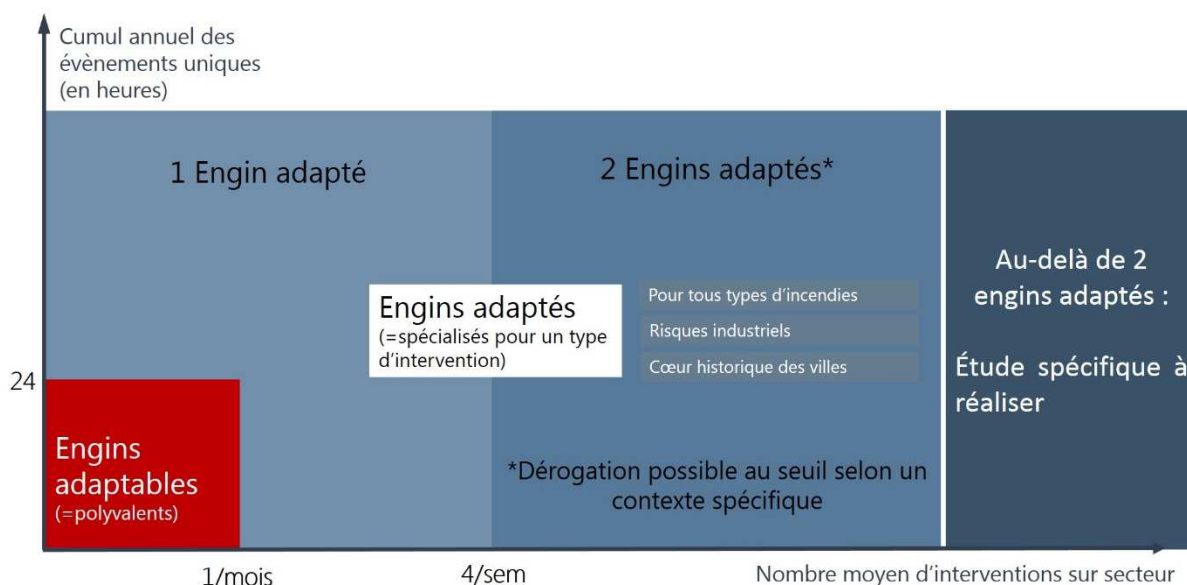 Cumul annuel des
évènements uniques
(en heures)
1 Engin adapté
2 Engins adaptés*
Au-delà de 2
engins adaptés :
Étude spécifique à
réaliser
Engins adaptés
(=spécialisés pour un type
d'intervention)
Pour tous types d'incendies
Risques industriels
Cœur historique des villes
24
Engins
adaptables
(=polyvalents)
*Dérogation possible au seuil selon un
contexte spécifique
1/mois
4/sem
Nombre moyen d'interventions sur secteur